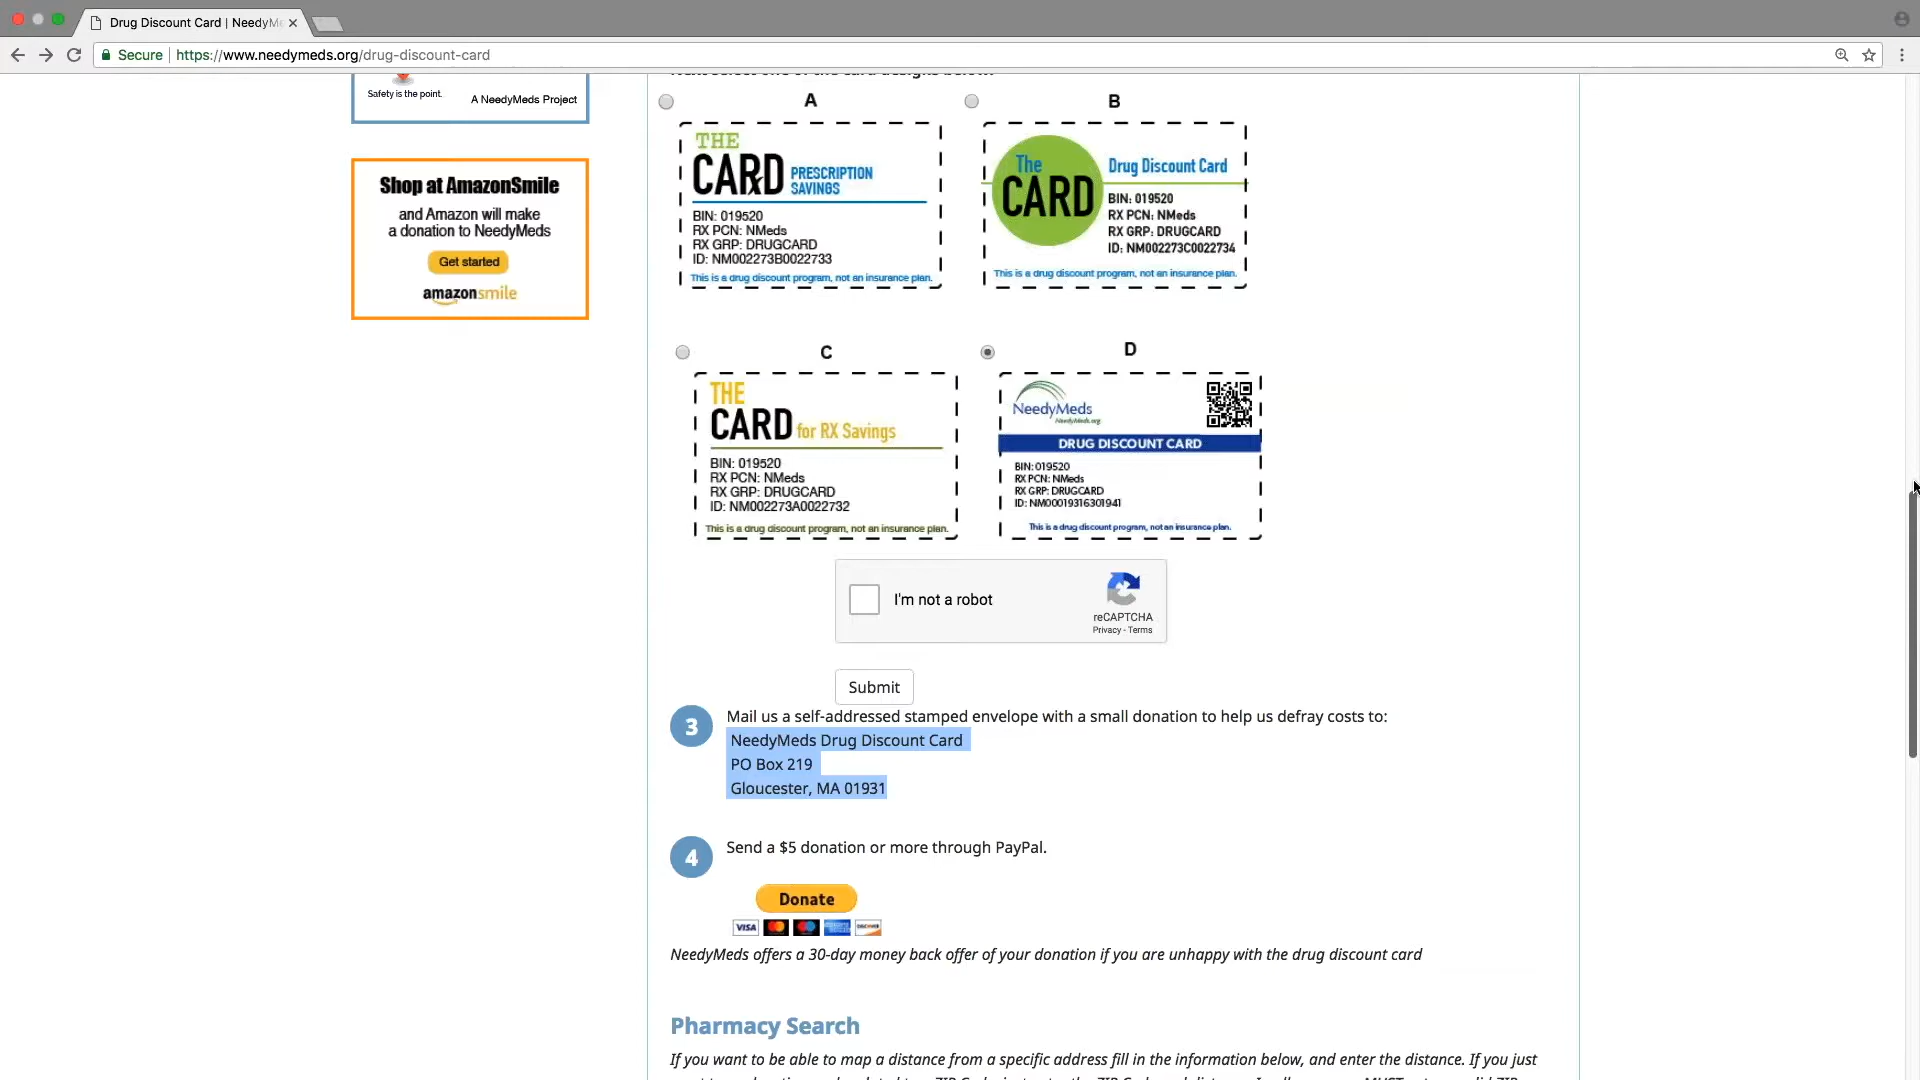 Drug Discount Card | NeedyMe
Secure
https://www.needymeds.org/drug-discount-card
Safety is the point.
A NeedyMeds Project
Shop at AmazonSmile
and Amazon will make
a donation to NeedyMeds
Get started
amazonsmile
A
THE
CARD PRESCRIPTION
SAVINGS
BIN: 019520
RX PCN: NMeds
RX GRP: DRUGCARD
ID: NM002273B0022733
This is a drug discount program, not an insurance plan.
B
The
CARD
Drug Discount Card
BIN: 019520
RX PCN: NMeds
RX GRP: DRUGCARD
ID: NM002273C0022734
This is a drug discount program, not an insurance plan.
C
THE
CARD for RX Savings
BIN: 019520
RX PCN: NMeds
RX GRP: DRUGCARD
ID: NM002273A0022732
This is a drug discount program, not an insurance plan.
D
NeedyMeds
NeedyMeds.org
DRUG DISCOUNT CARD
BIN: 019520
RX PCN: NMeds
RX GRP: DRUGCARD
ID: NM00019316301941
This is a drug discount program, not an insurance plan.
I'm not a robot
reCAPTCHA
Privacy - Terms
Submit
3
Mail us a self-addressed stamped envelope with a small donation to help us defray costs to:
NeedyMeds Drug Discount Card
PO Box 219
Gloucester, MA 01931
4
Send a $5 donation or more through PayPal.
Donate
VISA
NeedyMeds offers a 30-day money back offer of your donation if you are unhappy with the drug discount card
Pharmacy Search
If you want to be able to map a distance from a specific address fill in the information below, and enter the distance. If you just